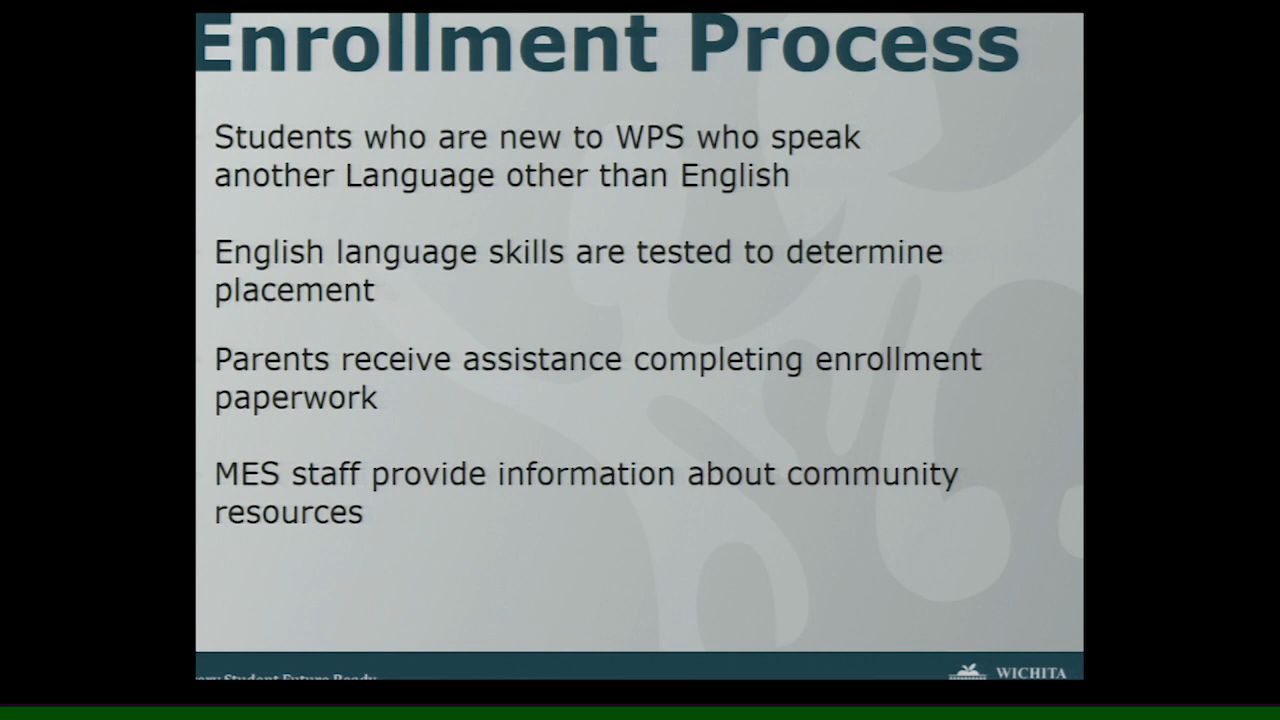 Enrollment Process
Students who are new to WPS who speak
another Language other than English
English language skills are tested to determine
placement
Parents receive assistance completing enrollment
paperwork
MES staff provide information about community
resources
Student Future Ready
WICHITA